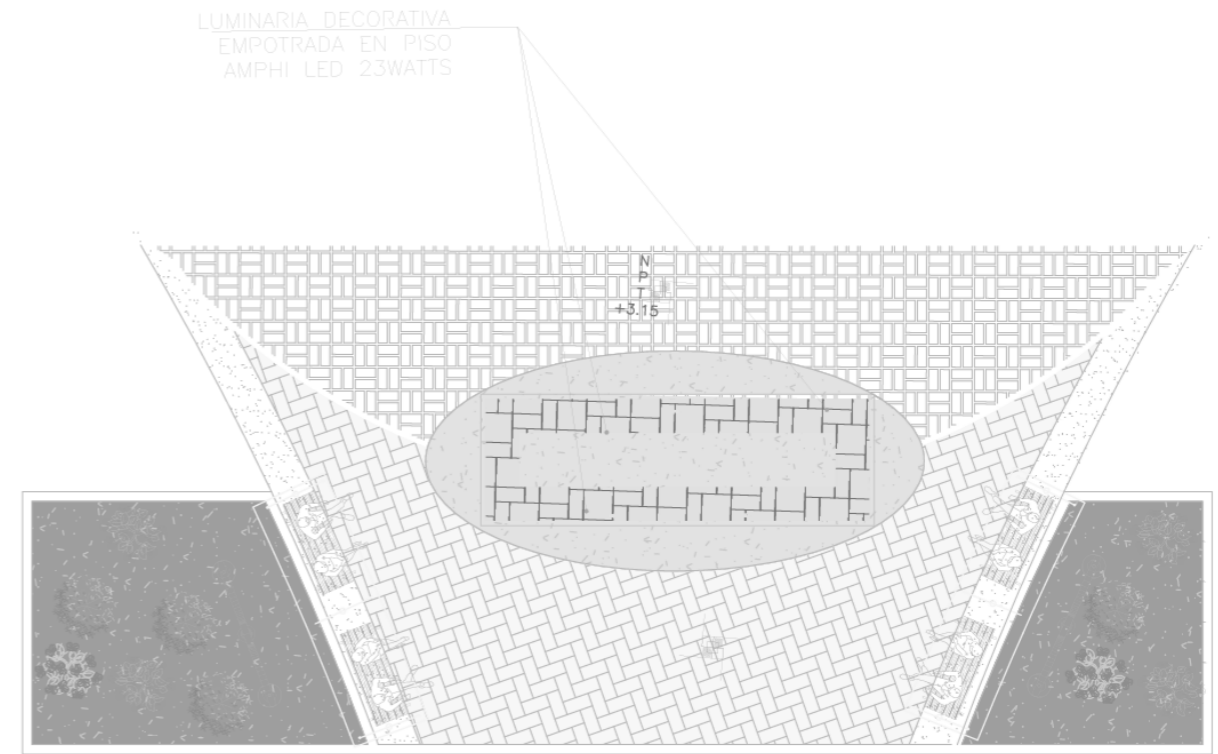 LUMINARIA DECORATIVA
EMPOTRADA EN PISO
AMPHI LED 23WATTS
N
P
T
+3.15